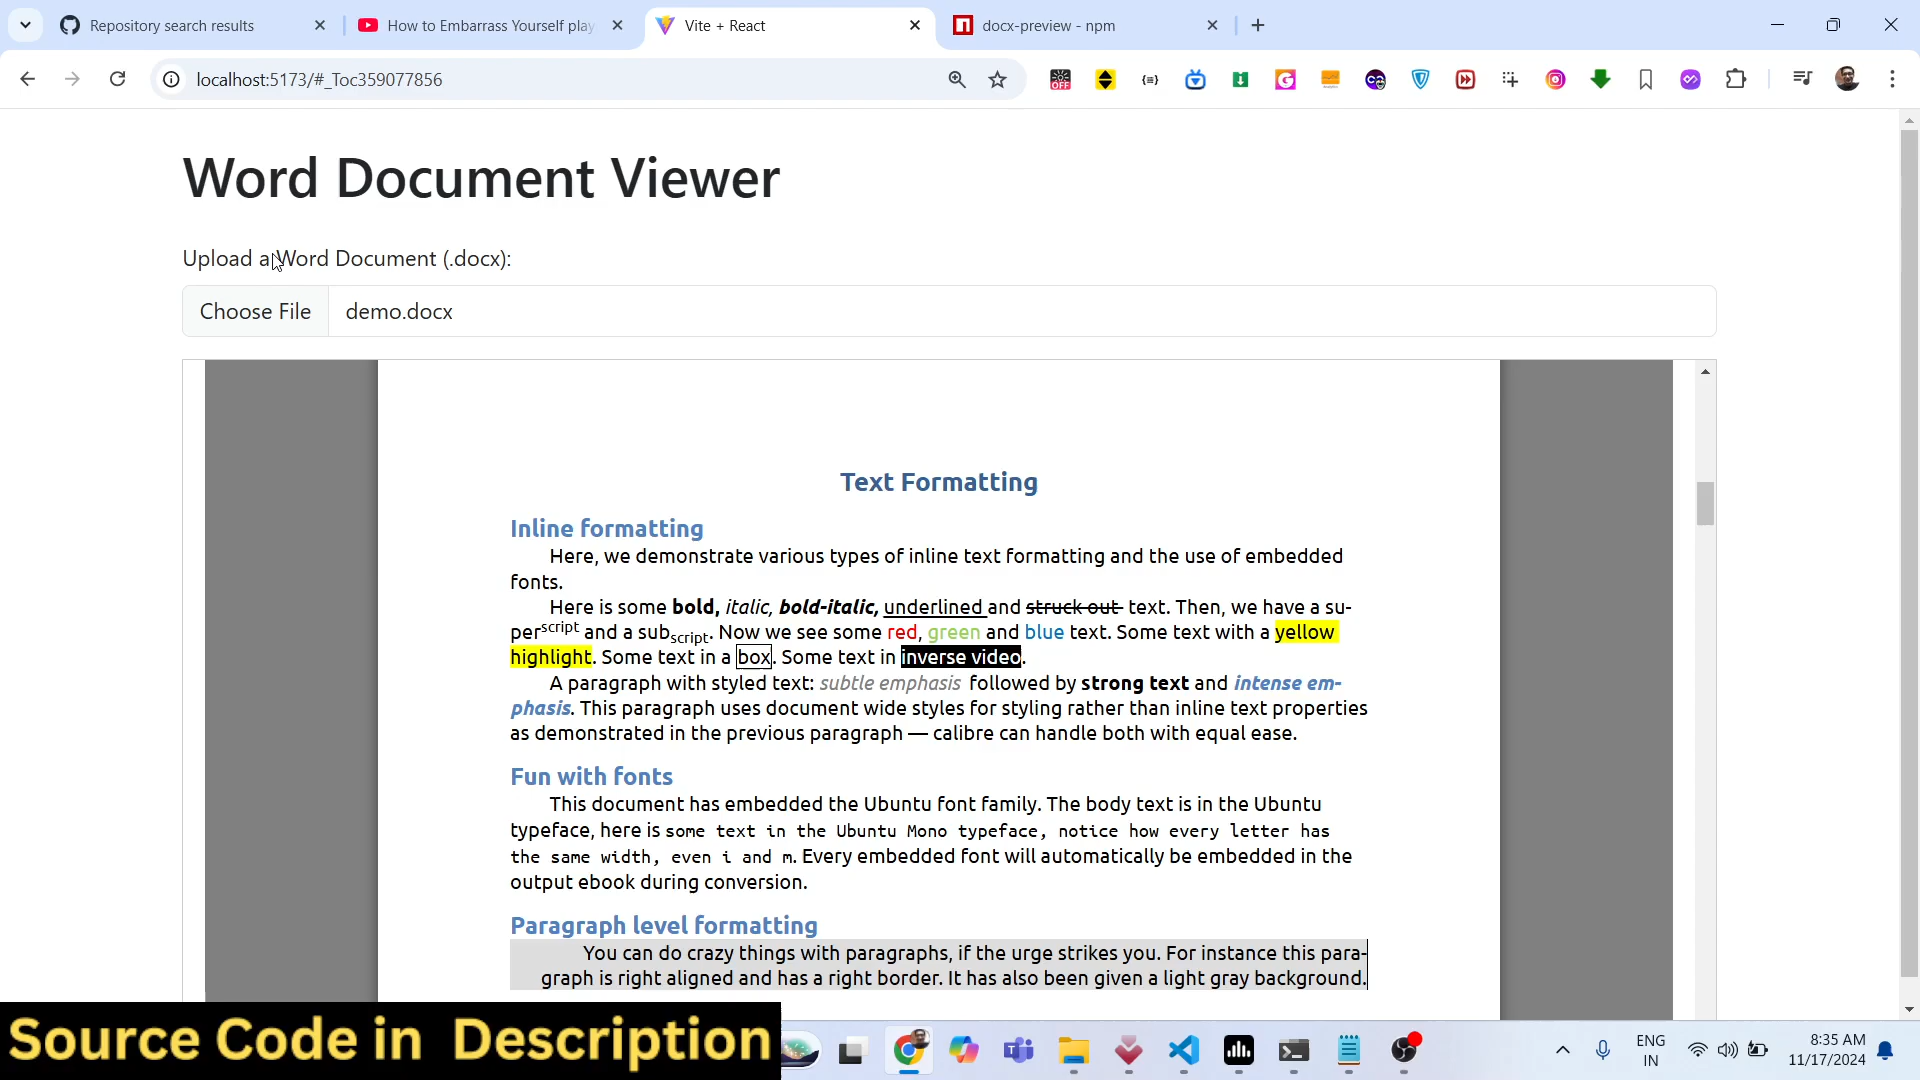 Repository search results
How to Embarrass Yourself play
Vite + React
docx-preview - npm
localhost:5173/#_Toc359077856
OFF
Word Document Viewer
Upload a Word Document (.docx):
Choose File
demo.docx
Text Formatting
Inline formatting
Here, we demonstrate various types of inline text formatting and the use of embedded
fonts.
Here is some bold, italic, bold-italic, underlined and struck out text. Then, we have a su-
perscript and a subscript. Now we see some red, green and blue text. Some text with a yellow
highlight. Some text in a box. Some text in inverse video.
A paragraph with styled text: subtle emphasis followed by strong text and intense em-
phasis. This paragraph uses document wide styles for styling rather than inline text properties
as demonstrated in the previous paragraph — calibre can handle both with equal ease.
Fun with fonts
This document has embedded the Ubuntu font family. The body text is in the Ubuntu
typeface, here is some text in the Ubuntu Mono typeface, notice how every letter has
the same width, even i and m. Every embedded font will automatically be embedded in the
output ebook during conversion.
Paragraph level formatting
You can do crazy things with paragraphs, if the urge strikes you. For instance this para-
graph is right aligned and has a right border. It has also been given a light gray background.
Source Code in Description
ENG
IN
8:35 AM
11/17/2024